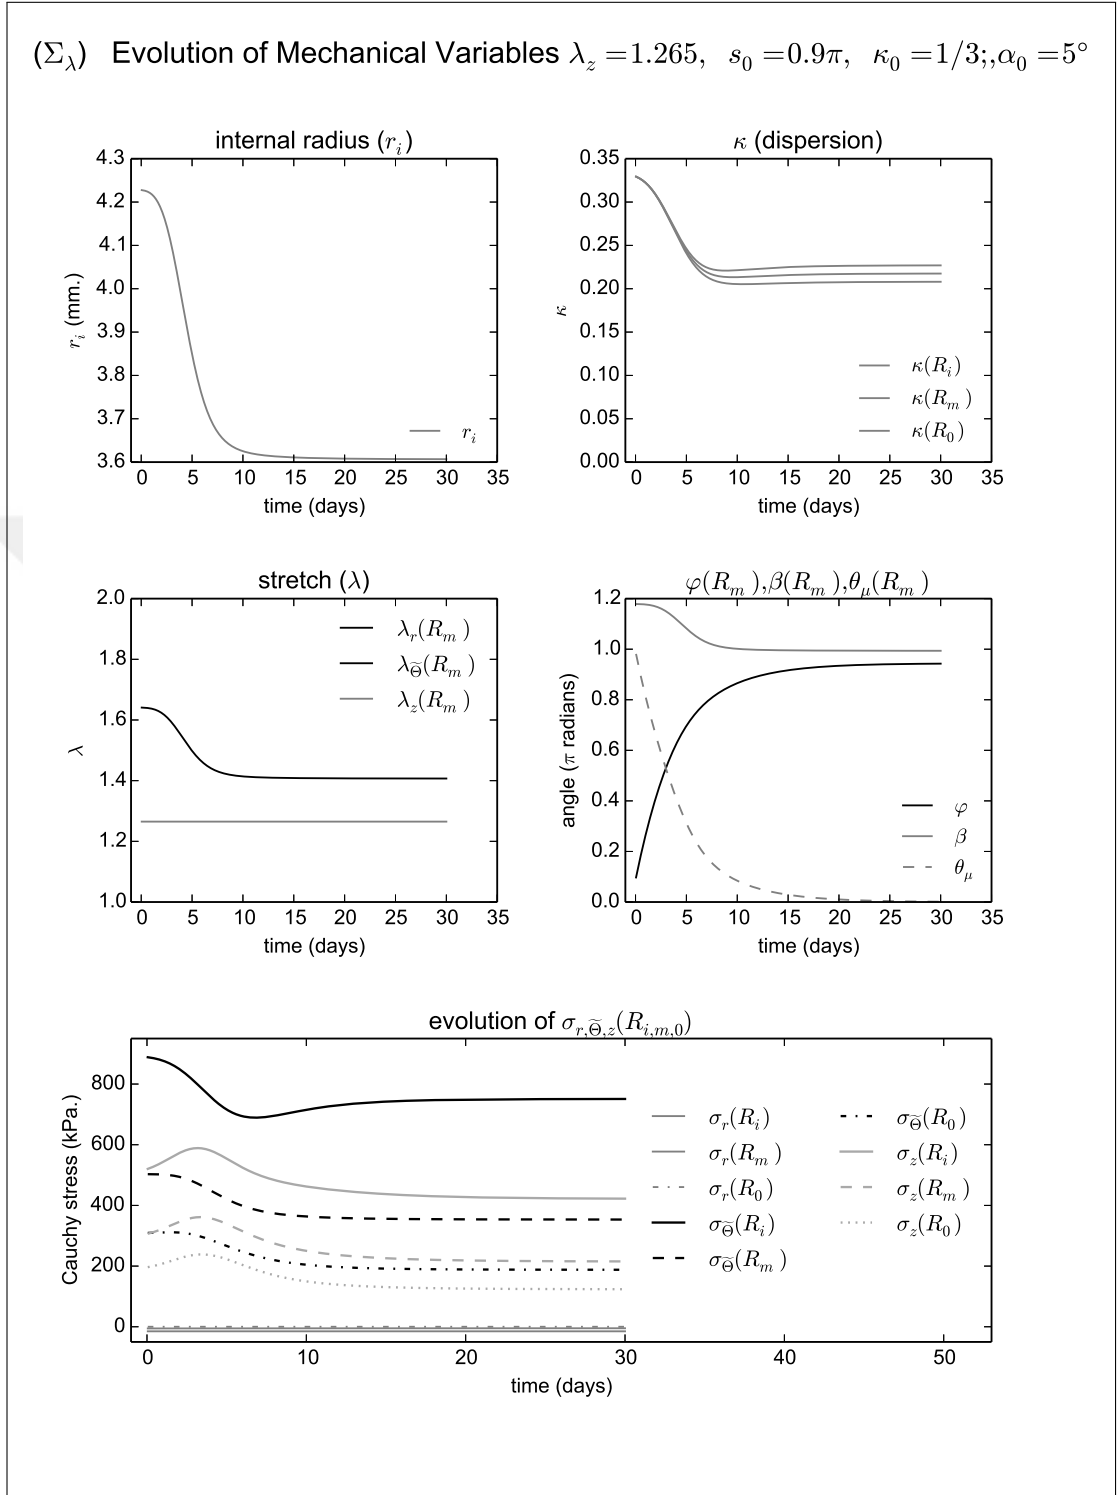 (Σ_λ) Evolution of Mechanical Variables λ_z =1.265, s_0 =0.9π, κ_0 =1/3;,α_0 =5°
internal radius (r_i)
4.3
4.2
4.1
4.0
3.9
3.8
3.7
3.6
r_i (mm.)
r_i
0 5 10 15 20 25 30 35
time (days)
κ (dispersion)
0.35
0.30
0.25
0.20
0.15
0.10
0.05
0.00
κ
κ(R_i)
κ(R_m)
κ(R_0)
0 5 10 15 20 25 30 35
time (days)
stretch (λ)
2.0
1.8
1.6
1.4
1.2
1.0
λ
λ_r(R_m)
λ_Θ̃(R_m)
λ_z(R_m)
0 5 10 15 20 25 30 35
time (days)
φ(R_m),β(R_m),θ_μ(R_m)
1.2
1.0
0.8
0.6
0.4
0.2
0.0
angle (π radians)
φ
β
θ_μ
0 5 10 15 20 25 30 35
time (days)
evolution of σ_{r,Θ̃,z}(R_{i,m,0})
800
600
400
200
0
Cauchy stress (kPa.)
σ_r(R_i)
σ_r(R_m)
σ_r(R_0)
σ_Θ̃(R_i)
σ_Θ̃(R_m)
σ_Θ̃(R_0)
σ_z(R_i)
σ_z(R_m)
σ_z(R_0)
0 10 20 30 40 50
time (days)